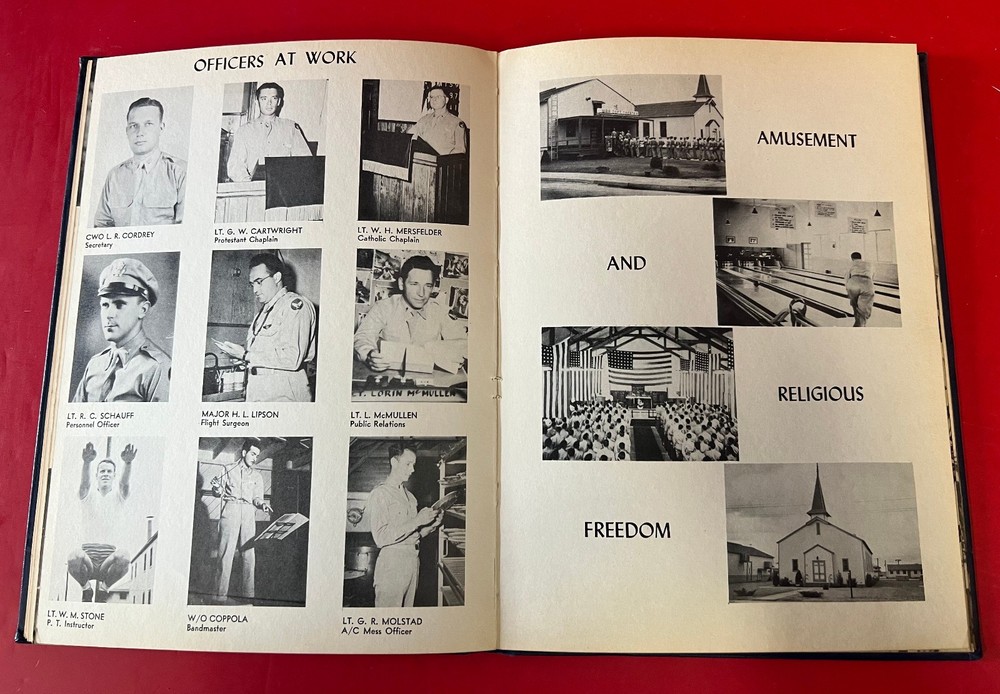 OFFICERS AT WORK
CWO L. R. CORDREY
Secretary
LT. G. W. CARTWRIGHT
Protestant Chaplain
LT. W. H. MERSFELDER
Catholic Chaplain
LT. R. C. SCHAUFF
Personnel Officer
MAJOR H. L. LIPSON
Flight Surgeon
LT. LORIN McMULLEN
LT. L. McMULLEN
Public Relations
LT. W. M. STONE
P. T. Instructor
W/O COPPOLA
Bandmaster
LT. G. R. MOLSTAD
A/C Mess Officer
AMUSEMENT
AND
RELIGIOUS
FREEDOM